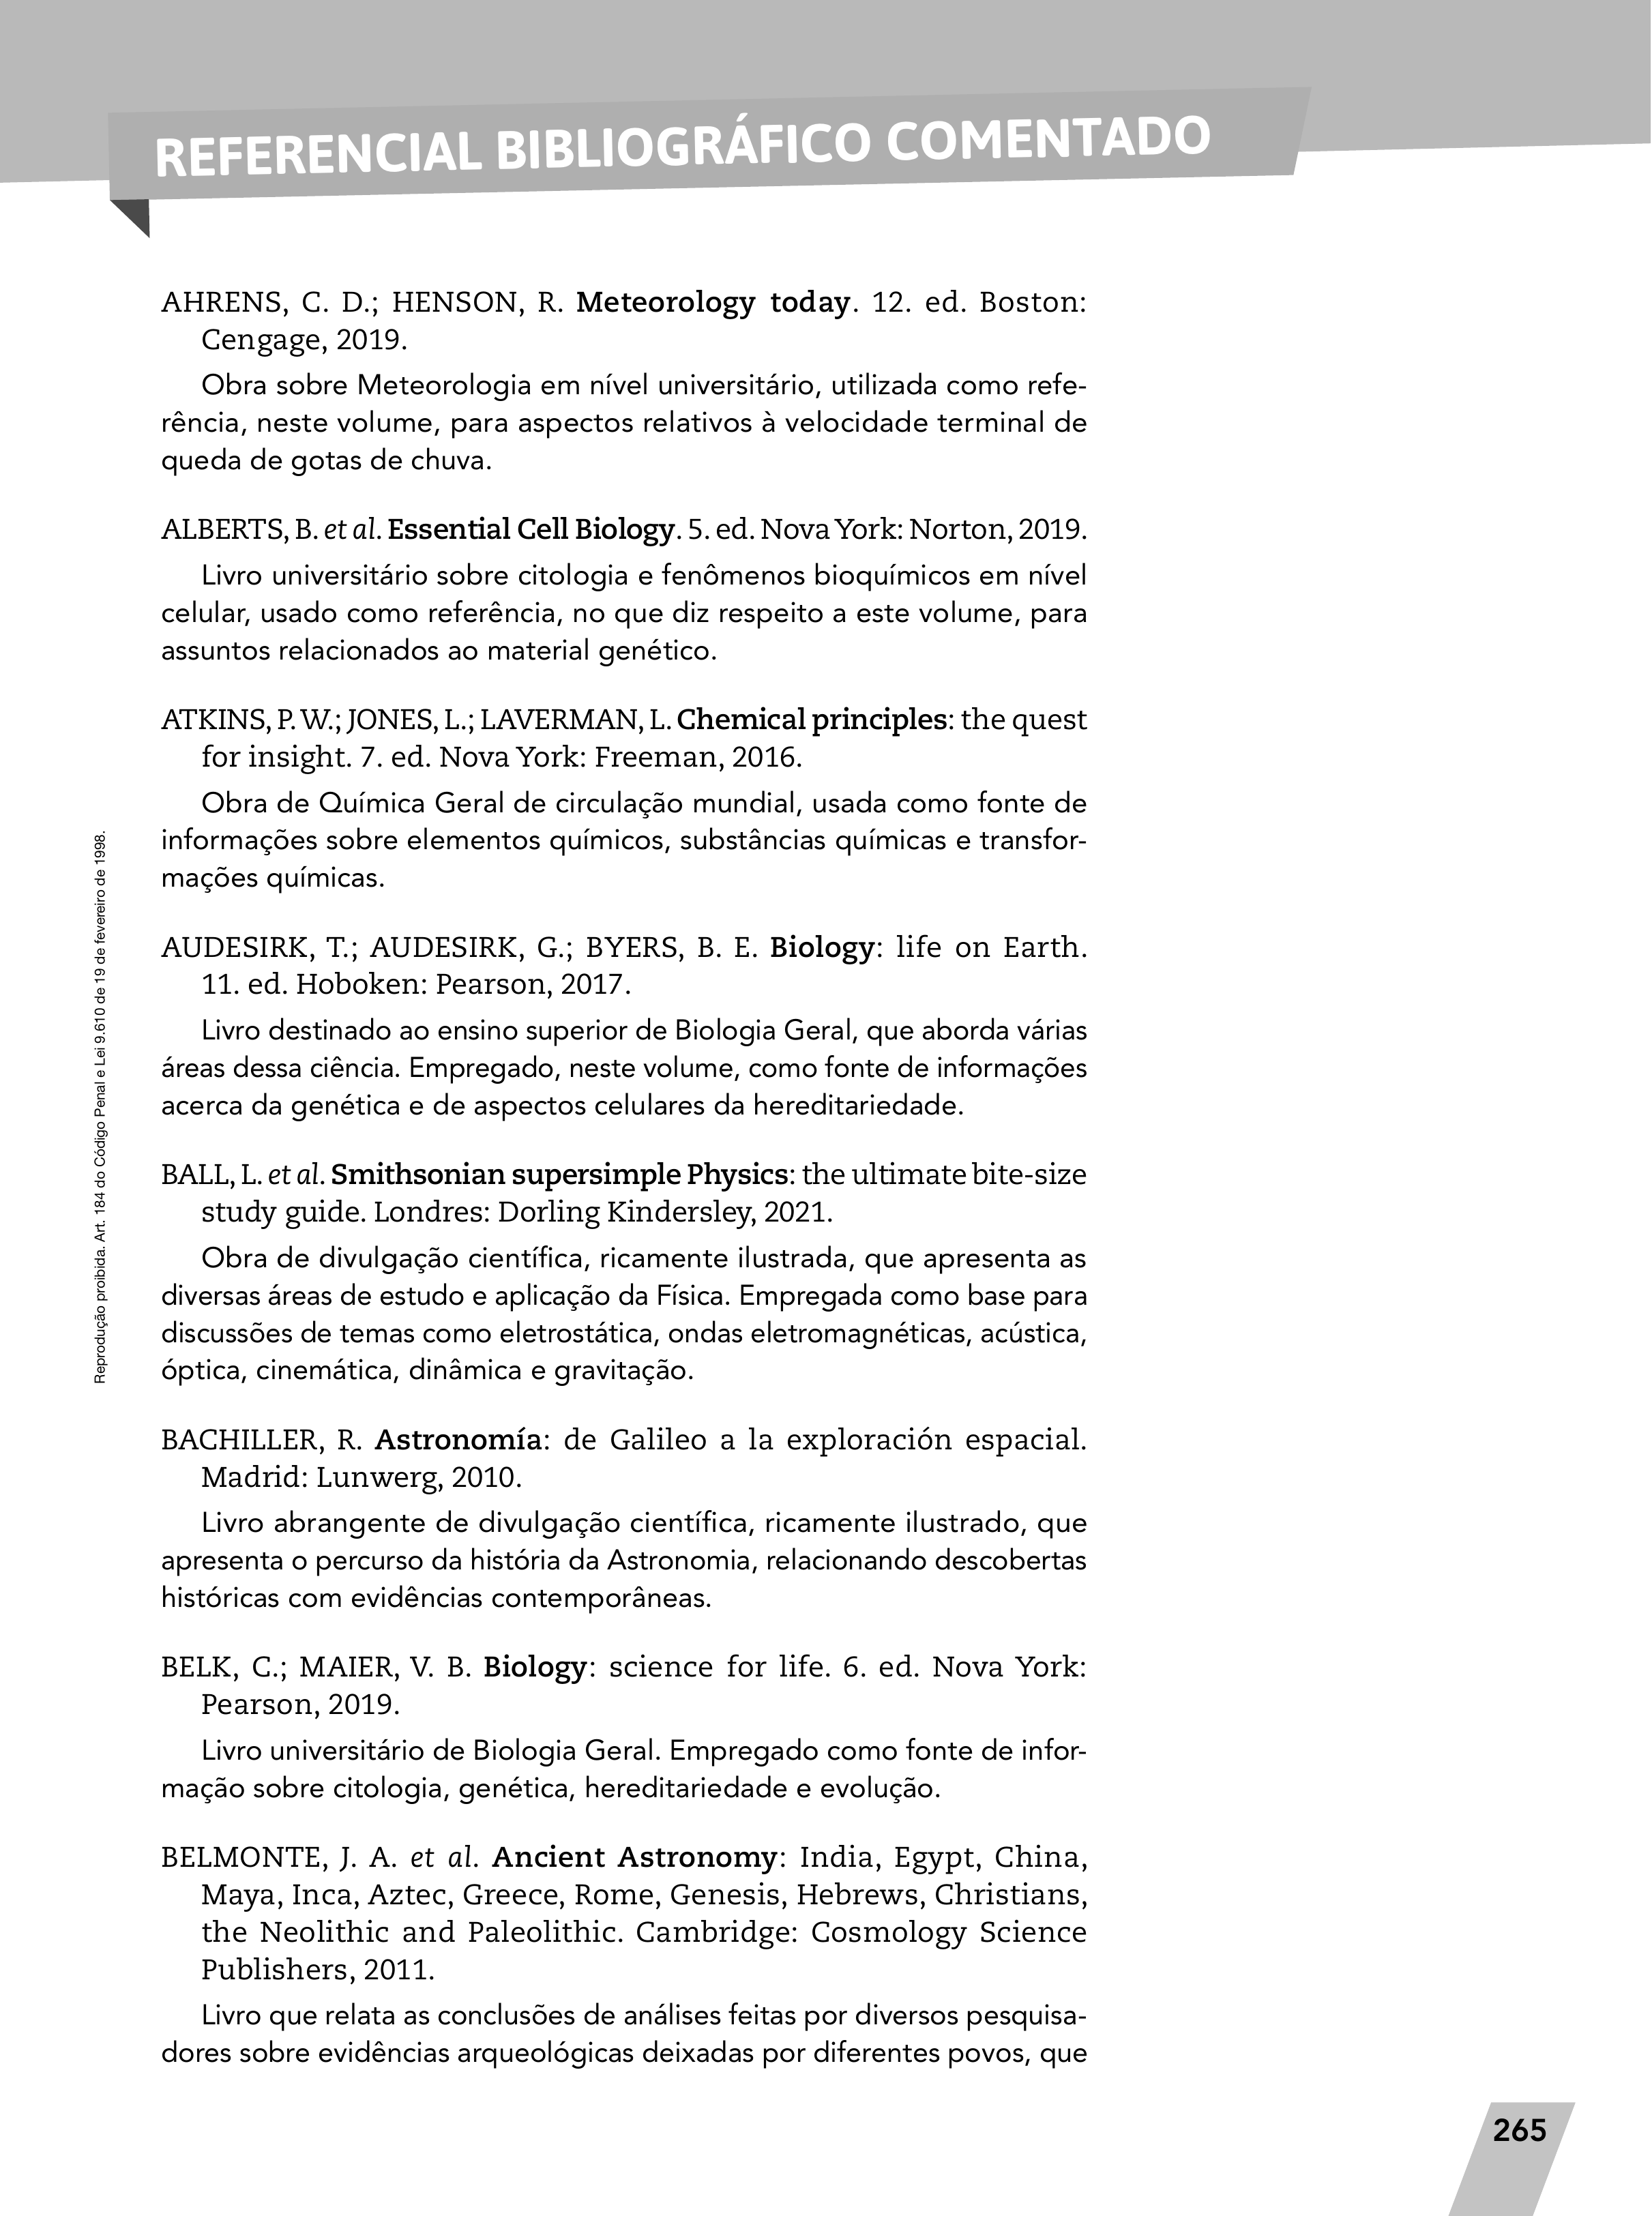 REFERENCIAL BIBLIOGRÁFICO COMENTADO
AHRENS, C. D.; HENSON, R. Meteorology today. 12. ed. Boston:
Cengage, 2019.
Obra sobre Meteorologia em nível universitário, utilizada como refe-
rência, neste volume, para aspectos relativos à velocidade terminal de
queda de gotas de chuva.
ALBERTS, B. et al. Essential Cell Biology. 5. ed. Nova York: Norton, 2019.
Livro universitário sobre citologia e fenômenos bioquímicos em nível
celular, usado como referência, no que diz respeito a este volume, para
assuntos relacionados ao material genético.
ATKINS, P. W.; JONES, L.; LAVERMAN, L. Chemical principles: the quest
for insight. 7. ed. Nova York: Freeman, 2016.
Obra de Química Geral de circulação mundial, usada como fonte de
informações sobre elementos químicos, substâncias químicas e transfor-
mações químicas.
AUDESIRK, T.; AUDESIRK, G.; BYERS, B. E. Biology: life on Earth.
11. ed. Hoboken: Pearson, 2017.
Livro destinado ao ensino superior de Biologia Geral, que aborda várias
áreas dessa ciência. Empregado, neste volume, como fonte de informações
acerca da genética e de aspectos celulares da hereditariedade.
BALL, L. et al. Smithsonian supersimple Physics: the ultimate bite-size
study guide. Londres: Dorling Kindersley, 2021.
Obra de divulgação científica, ricamente ilustrada, que apresenta as
diversas áreas de estudo e aplicação da Física. Empregada como base para
discussões de temas como eletrostática, ondas eletromagnéticas, acústica,
óptica, cinemática, dinâmica e gravitação.
BACHILLER, R. Astronomía: de Galileo a la exploración espacial.
Madrid: Lunwerg, 2010.
Livro abrangente de divulgação científica, ricamente ilustrado, que
apresenta o percurso da história da Astronomia, relacionando descobertas
históricas com evidências contemporâneas.
BELK, C.; MAIER, V. B. Biology: science for life. 6. ed. Nova York:
Pearson, 2019.
Livro universitário de Biologia Geral. Empregado como fonte de infor-
mação sobre citologia, genética, hereditariedade e evolução.
BELMONTE, J. A. et al. Ancient Astronomy: India, Egypt, China,
Maya, Inca, Aztec, Greece, Rome, Genesis, Hebrews, Christians,
the Neolithic and Paleolithic. Cambridge: Cosmology Science
Publishers, 2011.
Livro que relata as conclusões de análises feitas por diversos pesquisa-
dores sobre evidências arqueológicas deixadas por diferentes povos, que
Reprodução proibida. Art. 184 do Código Penal e Lei 9.610 de 19 de fevereiro de 1998.
265